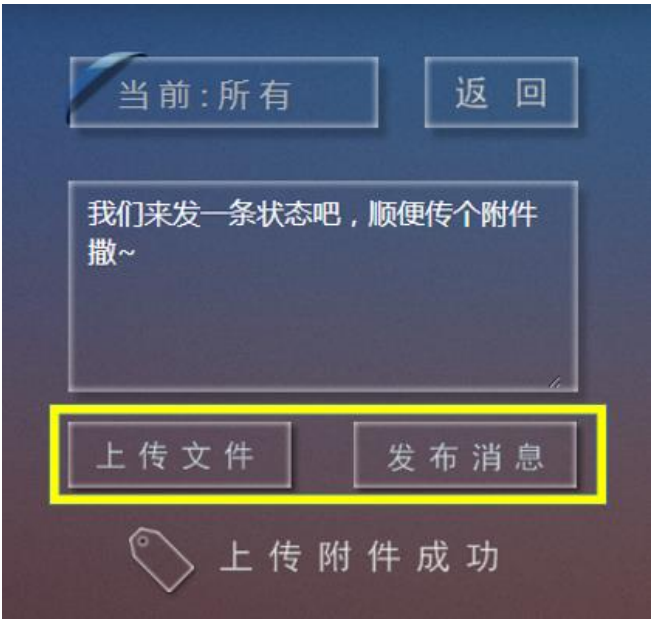 当前:所有
返回
我们来发一条状态吧，顺便传个附件
撒~
上传文件
发布消息
上传附件成功